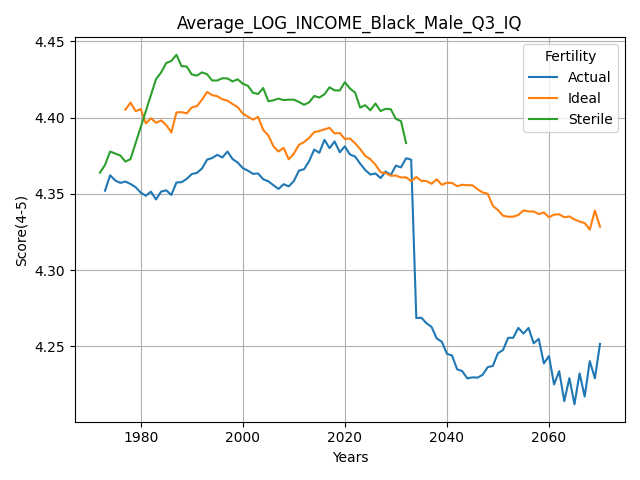 Average_LOG_INCOME_Black_Male_Q3_IQ
4.45
4.40
4.35
4.30
4.25
Score(4-5)
Fertility
Actual
Ideal
Sterile
1980
2000
2020
2040
2060
Years